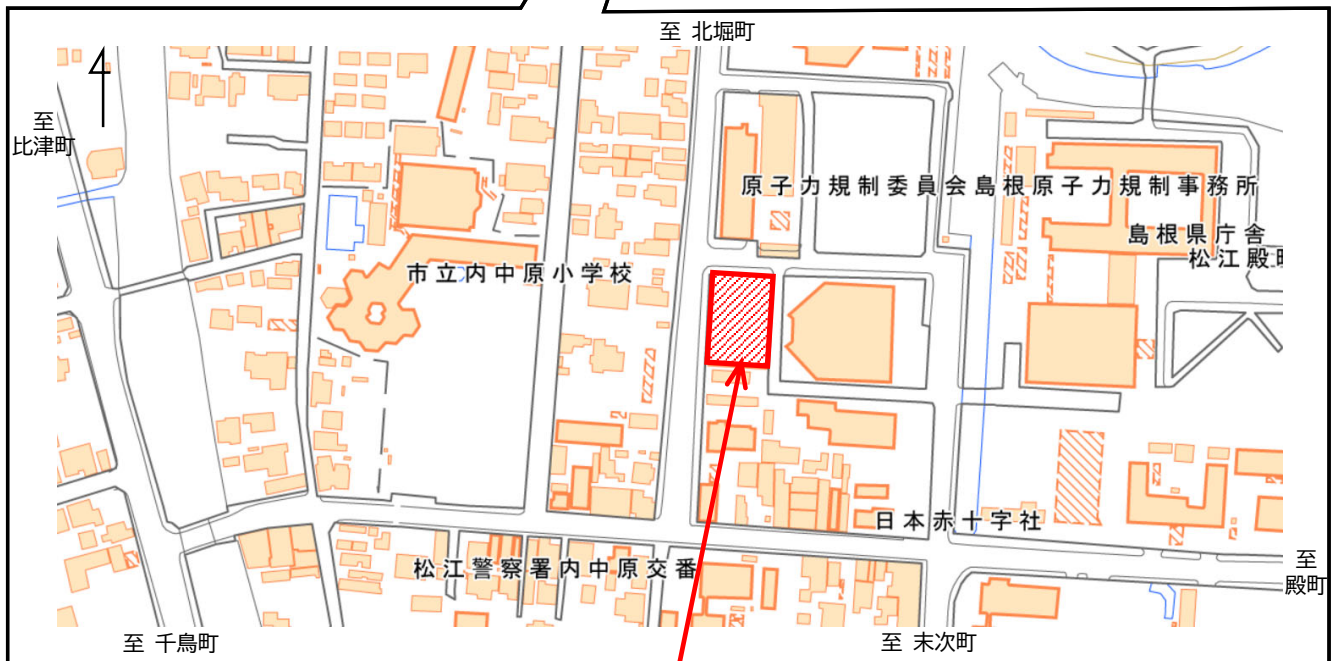 至 北堀町
至
比津町
原子力規制委員会島根原子力規制事務所
島根県庁舎
松江殿町
市立内中原小学校
日本赤十字社
松江警察署内中原交番
至
殿町
至 千鳥町
至 末次町